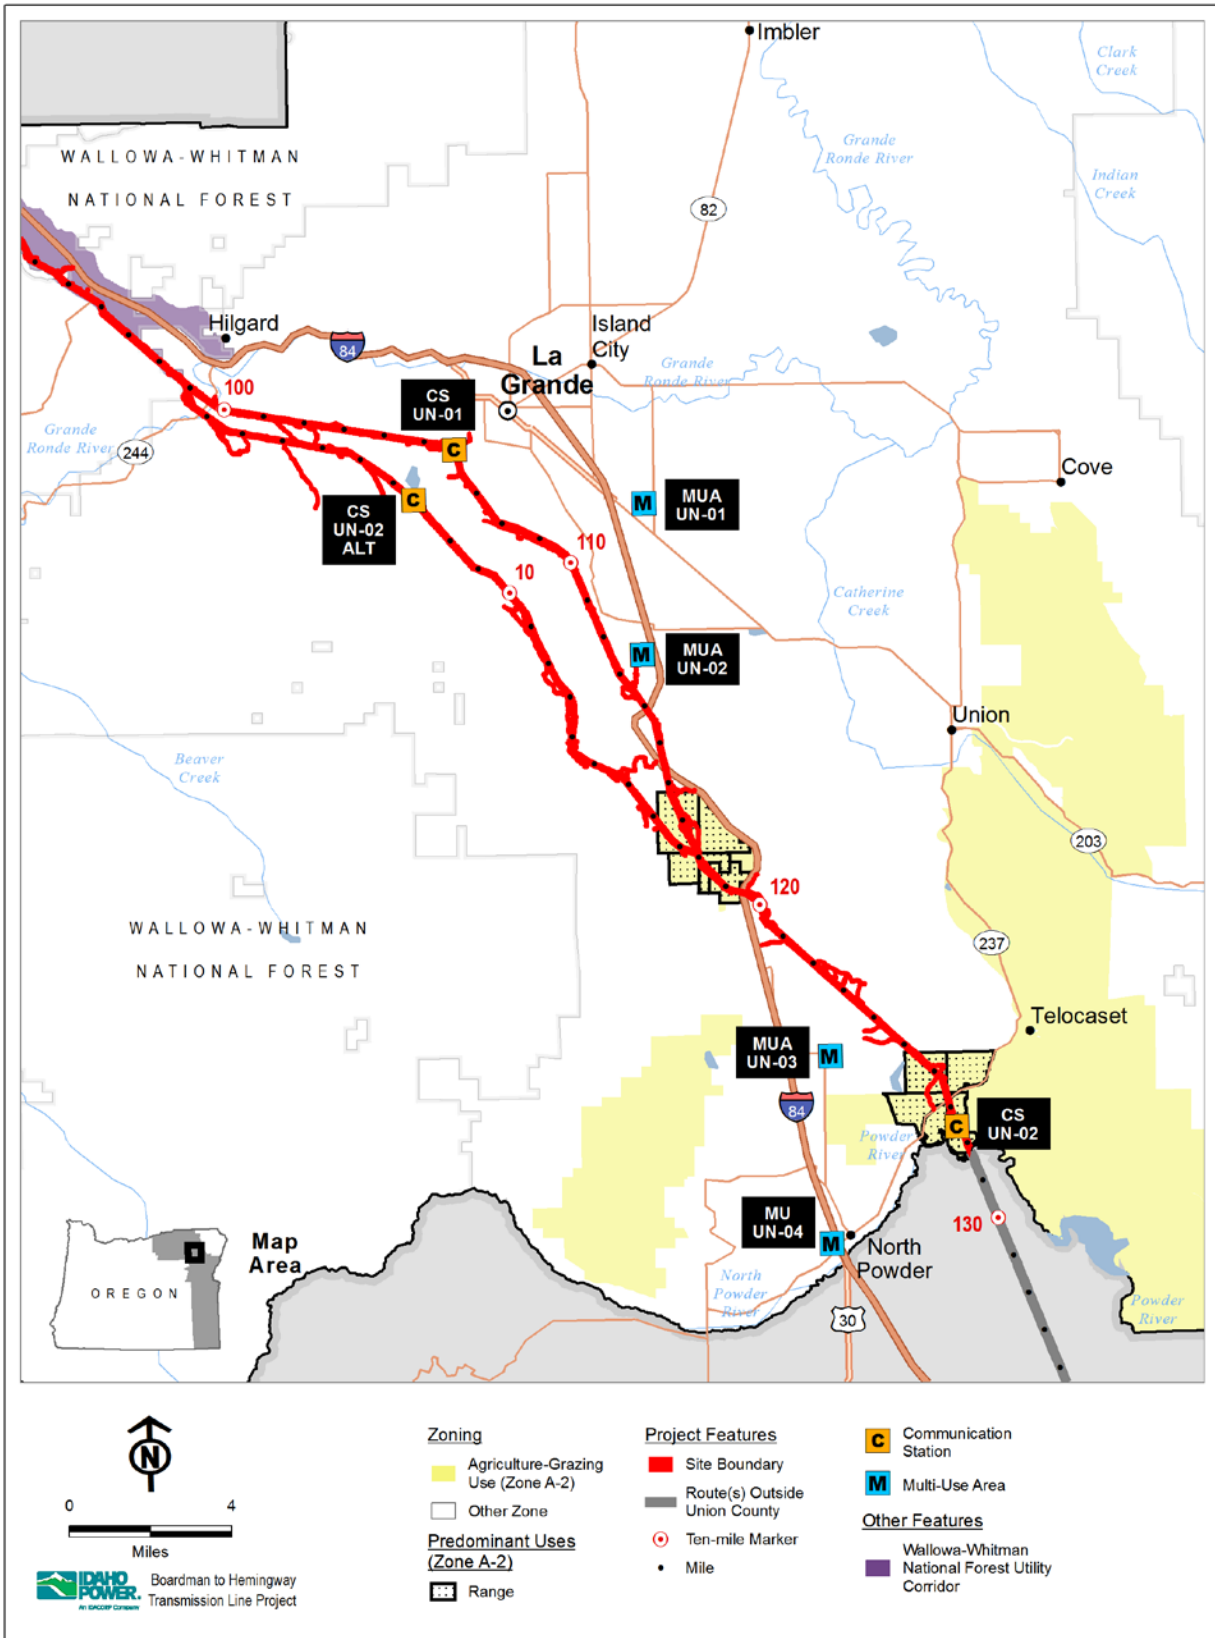 Imbler
Clark
Creek
WALLOWA-WHITMAN
NATIONAL FOREST
Grande
Ronde River
Indian
Creek
82
Hilgard
84
Island
City
La
Grande
Grande
Ronde River
100
CS
UN-01
C
Grande
Ronde River
244
Cove
C
CS
UN-02
ALT
M
MUA
UN-01
110
10
Catherine
Creek
M
MUA
UN-02
Union
Beaver
Creek
203
120
WALLOWA-WHITMAN
NATIONAL FOREST
237
Telocaset
MUA
UN-03
M
84
C
CS
UN-02
Powder
River
MU
UN-04
M
130
North
Powder
Map
Area
OREGON
North
Powder
River
30
Powder
River
N
0 4
Miles
IDAHO
POWER.
An IDACORP Company
Boardman to Hemingway
Transmission Line Project
Zoning
Agriculture-Grazing
Use (Zone A-2)
Other Zone
Predominant Uses
(Zone A-2)
Range
Project Features
Site Boundary
Route(s) Outside
Union County
Ten-mile Marker
Mile
C
Communication
Station
M
Multi-Use Area
Other Features
Wallowa-Whitman
National Forest Utility
Corridor